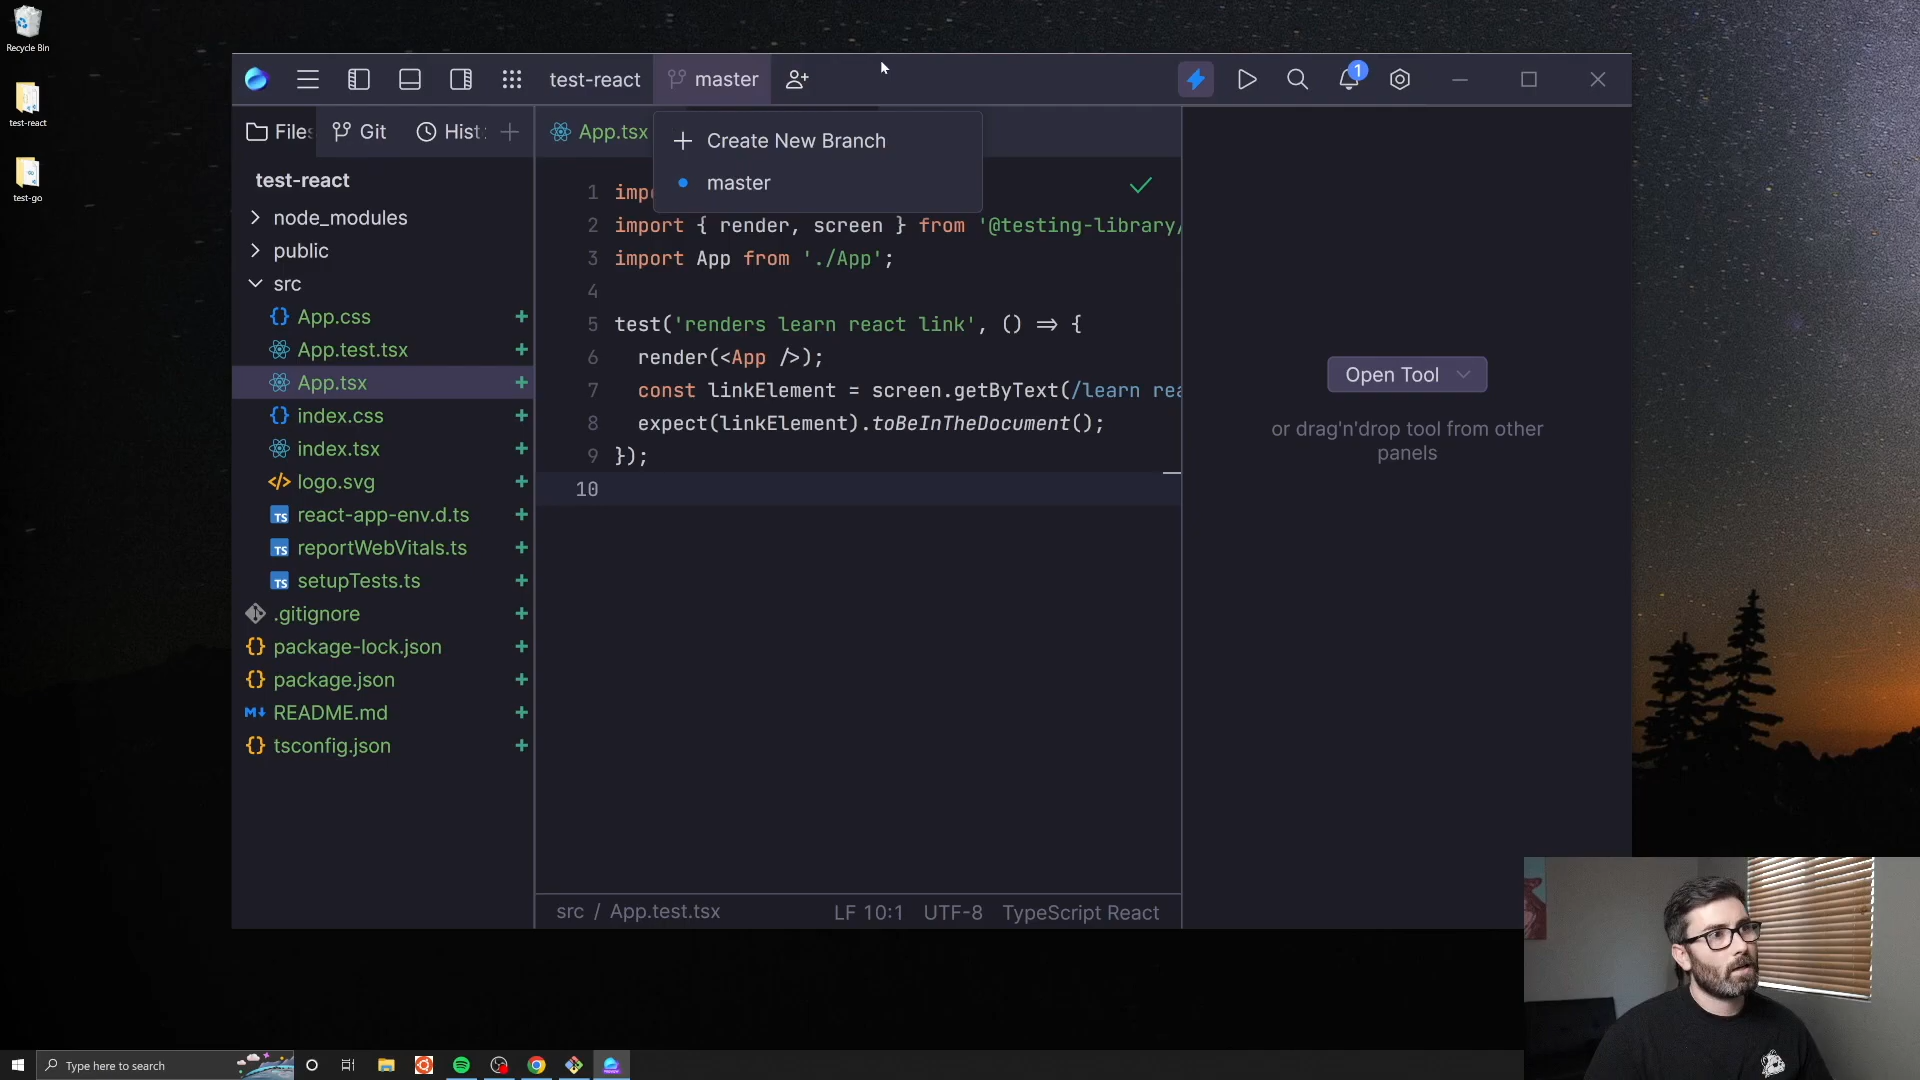 Recycle Bin
test-react
test-go
test-react
master
1
Files
Git
Hist
App.tsx
Create New Branch
master
test-react
node_modules
public
src
App.css
App.test.tsx
App.tsx
index.css
index.tsx
logo.svg
TS react-app-env.d.ts
TS reportWebVitals.ts
TS setupTests.ts
.gitignore
package-lock.json
package.json
README.md
tsconfig.json
1 impo
2 import { render, screen } from '@testing-library/
3 import App from './App';
4
5 test('renders learn react link', () => {
6 render(<App />);
7 const linkElement = screen.getByText(/learn rea
8 expect(linkElement).toBeInTheDocument();
9 });
10
Open Tool
or drag'n'drop tool from other
panels
src / App.test.tsx
LF 10:1 UTF-8 TypeScript React
Type here to search